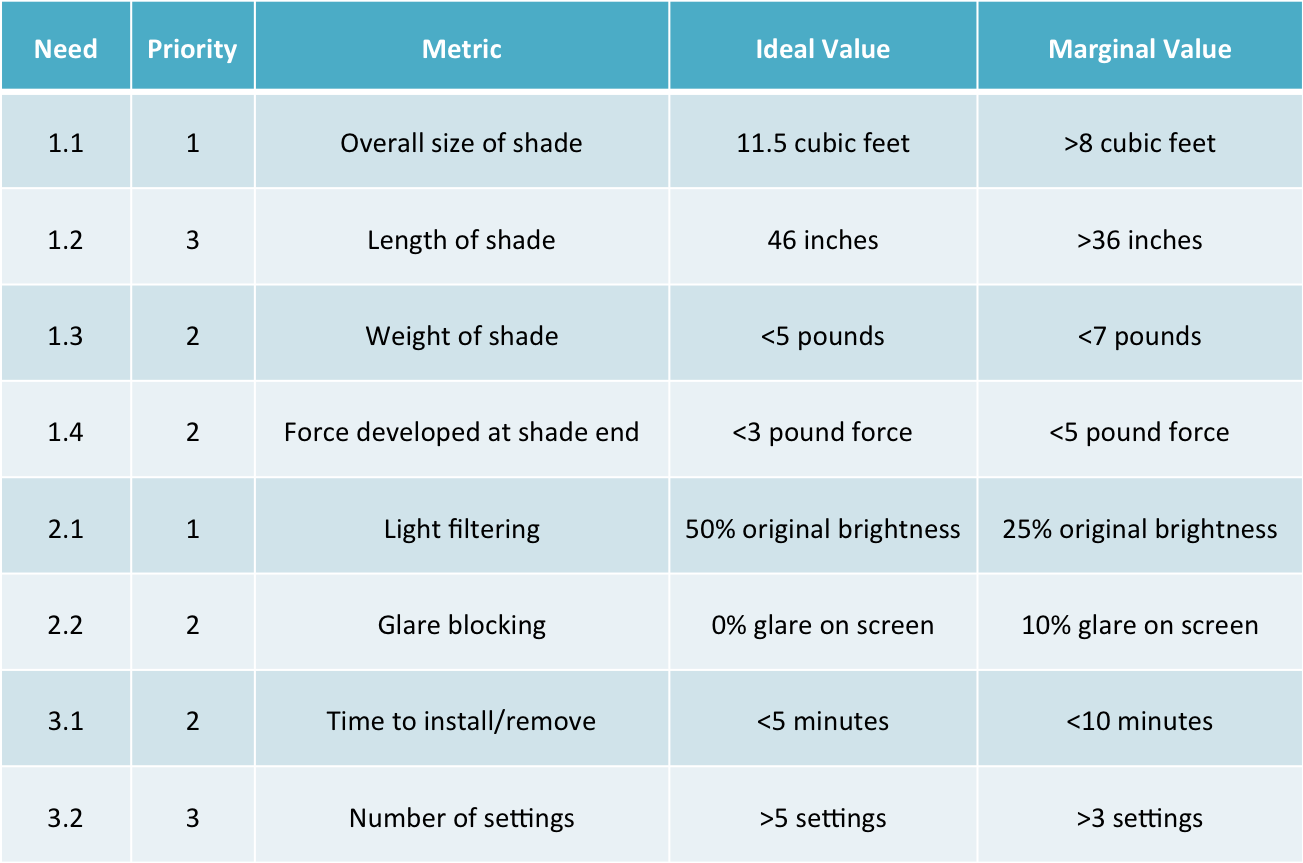 Need Priority Metric Ideal Value Marginal Value
1.1 1 Overall size of shade 11.5 cubic feet >8 cubic feet
1.2 3 Length of shade 46 inches >36 inches
1.3 2 Weight of shade <5 pounds <7 pounds
1.4 2 Force developed at shade end <3 pound force <5 pound force
2.1 1 Light filtering 50% original brightness 25% original brightness
2.2 2 Glare blocking 0% glare on screen 10% glare on screen
3.1 2 Time to install/remove <5 minutes <10 minutes
3.2 3 Number of settings >5 settings >3 settings